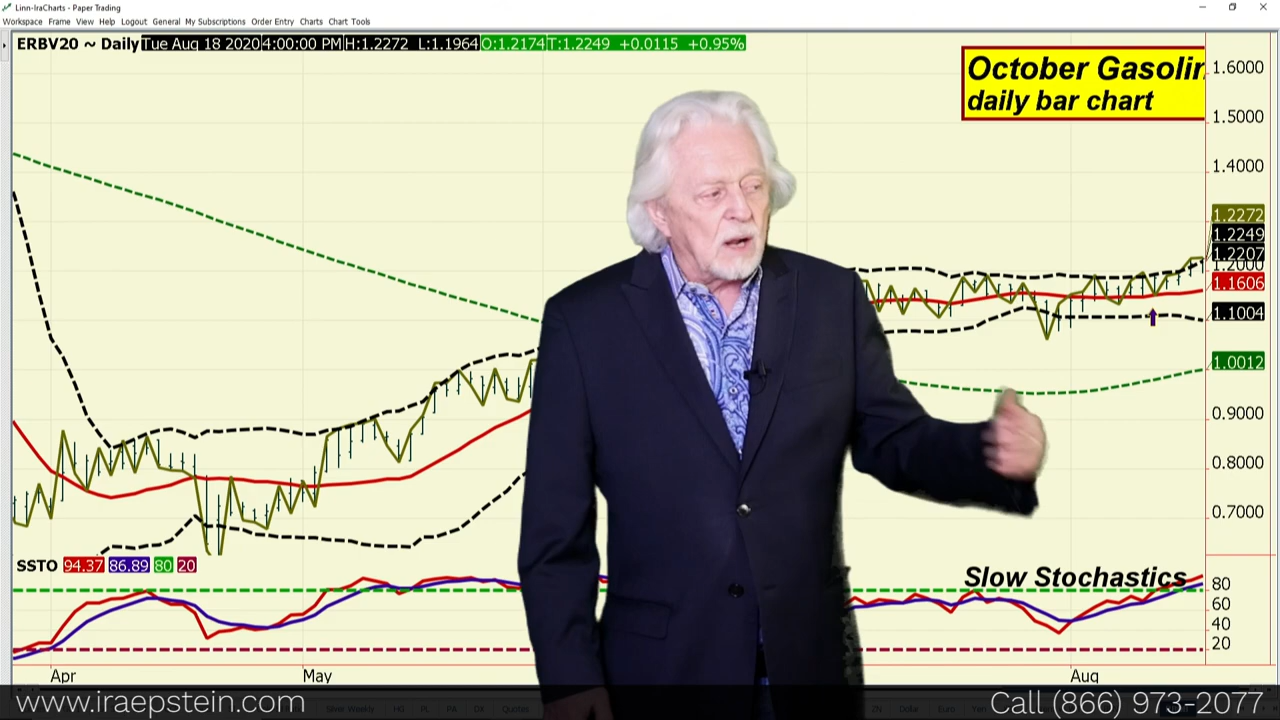 Linn-IraCharts - Paper Trading
Workspace Frame View Help Logout General My Subscriptions Order Entry Charts Chart Tools
ERBV20 ~ Daily Tue Aug 18 2020 4:00:00 PM H:1.2272 L:1.1964 O:1.2174 T:1.2249 +0.0115 +0.95%
October Gasolin
daily bar chart
1.6000
1.5000
1.4000
1.2272
1.2249
1.2207
1.2000
1.1606
1.1004
1.0012
0.9000
0.8000
0.7000
SSTO 94.37 86.89 80 20
Slow Stochastics
80
60
40
20
Apr May Aug
www.iraepstein.com Call (866) 973-2077